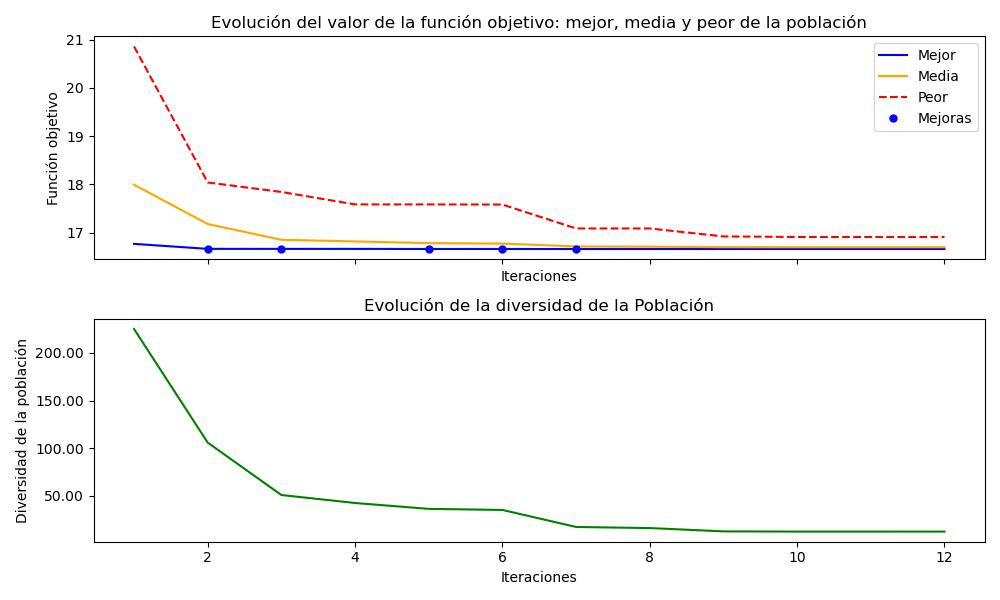 Evolución del valor de la función objetivo: mejor, media y peor de la población
21
20
19
18
17
Función objetivo
Mejor
Media
Peor
Mejoras
Iteraciones
Evolución de la diversidad de la Población
200.00
150.00
100.00
50.00
Diversidad de la población
2 4 6 8 10 12
Iteraciones